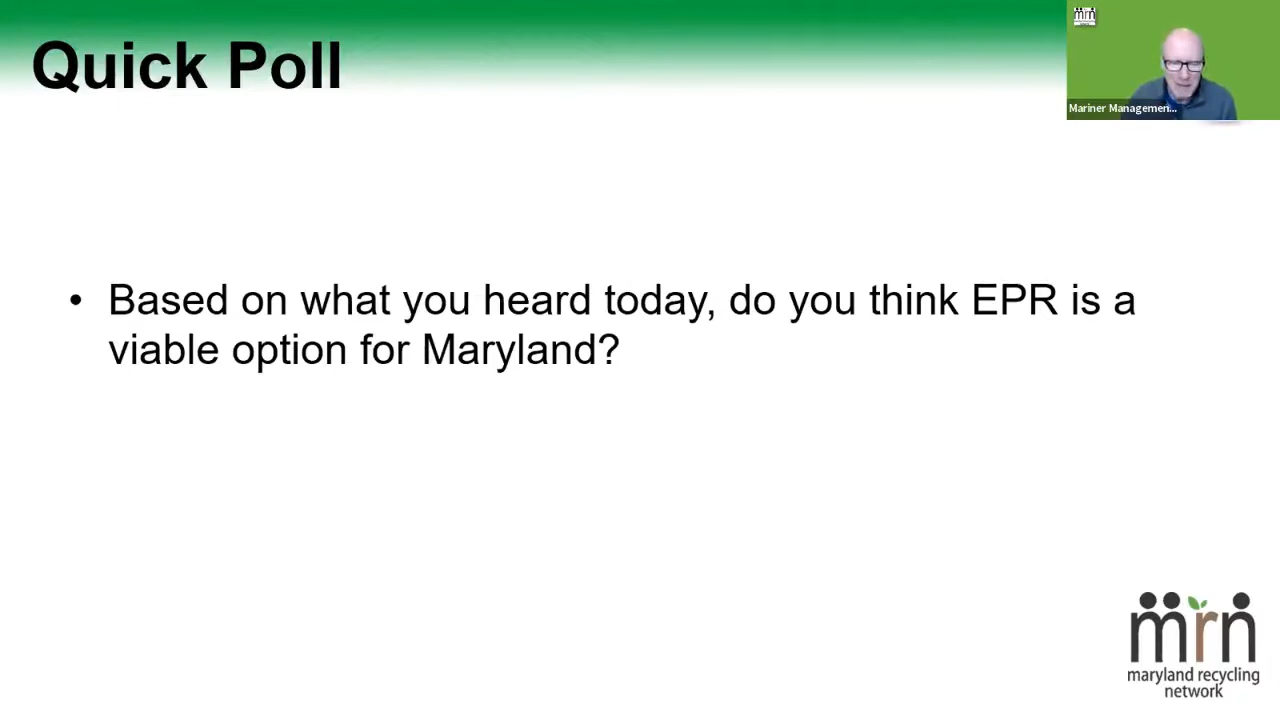 Quick Poll
mrn
Mariner Managemen...
• Based on what you heard today, do you think EPR is a
viable option for Maryland?
mrn
maryland recycling
network